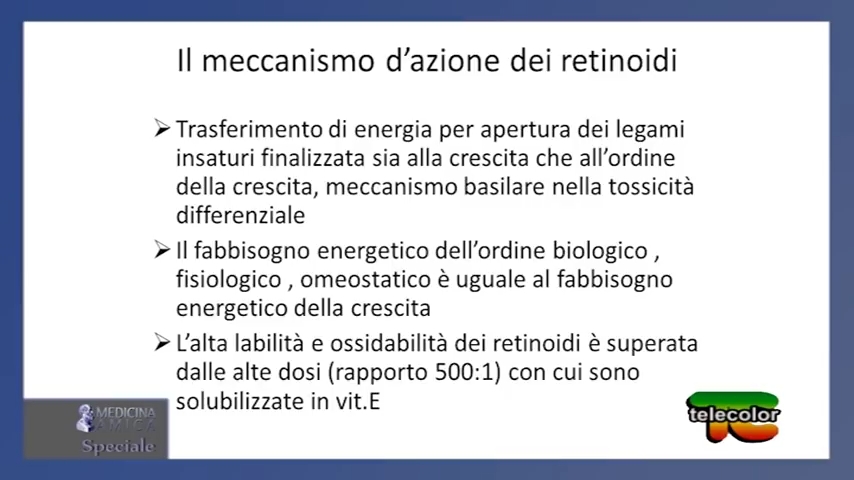 Il meccanismo d'azione dei retinoidi
➢ Trasferimento di energia per apertura dei legami
insaturi finalizzata sia alla crescita che all'ordine
della crescita, meccanismo basilare nella tossicità
differenziale
➢ Il fabbisogno energetico dell'ordine biologico ,
fisiologico , omeostatico è uguale al fabbisogno
energetico della crescita
➢ L'alta labilità e ossidabilità dei retinoidi è superata
dalle alte dosi (rapporto 500:1) con cui sono
solubilizzate in vit.E
MEDICINA
AMICA
Speciale
telecolor